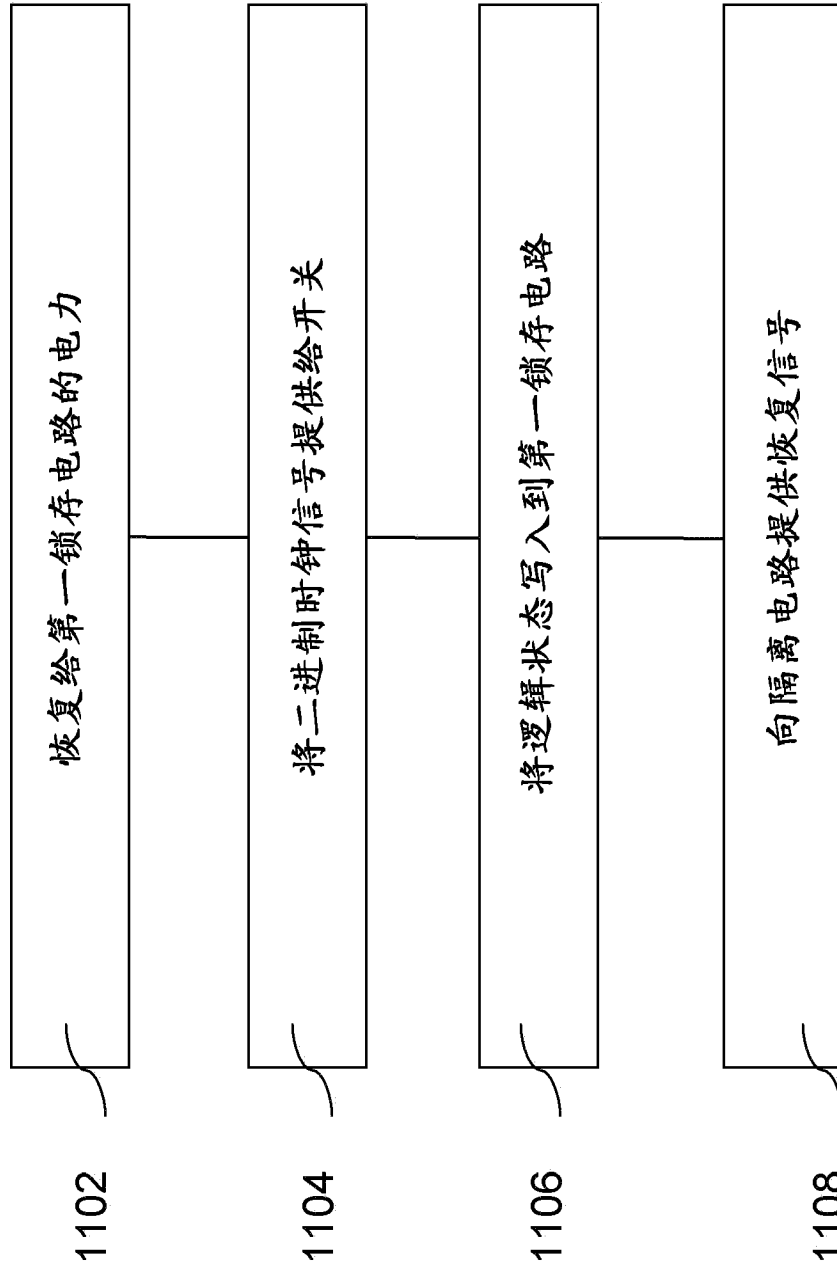 1102
恢复给第一锁存电路的电力
1104
将二进制时钟信号提供给开关
1106
将逻辑状态写入到第一锁存电路
1108
向隔离电路提供恢复信号